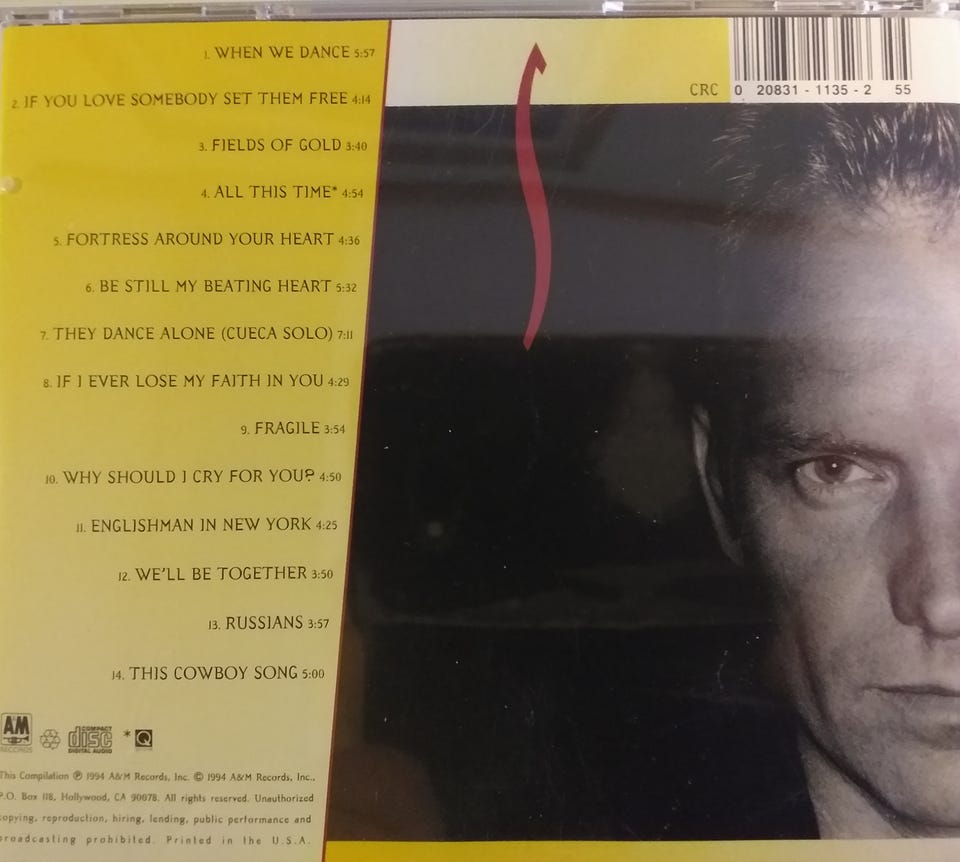 1. WHEN WE DANCE 5:57
2. IF YOU LOVE SOMEBODY SET THEM FREE 4:14
3. FIELDS OF GOLD 3:40
4. ALL THIS TIME* 4:54
5. FORTRESS AROUND YOUR HEART 4:36
6. BE STILL MY BEATING HEART 5:32
7. THEY DANCE ALONE (CUECA SOLO) 7:11
8. IF I EVER LOSE MY FAITH IN YOU 4:29
9. FRAGILE 3:54
10. WHY SHOULD I CRY FOR YOU? 4:50
11. ENGLISHMAN IN NEW YORK 4:25
12. WE'LL BE TOGETHER 3:50
13. RUSSIANS 3:57
14. THIS COWBOY SONG 5:00
A&M RECORDS
COMPACT disc DIGITAL AUDIO
* Q
This Compilation ℗ 1994 A&M Records, Inc. © 1994 A&M Records, Inc.,
P.O. Box 118, Hollywood, CA 90078. All rights reserved. Unauthorized
copying, reproduction, hiring, lending, public performance and
broadcasting prohibited. Printed in the U.S.A.
CRC 0 20831 - 1135 - 2 55